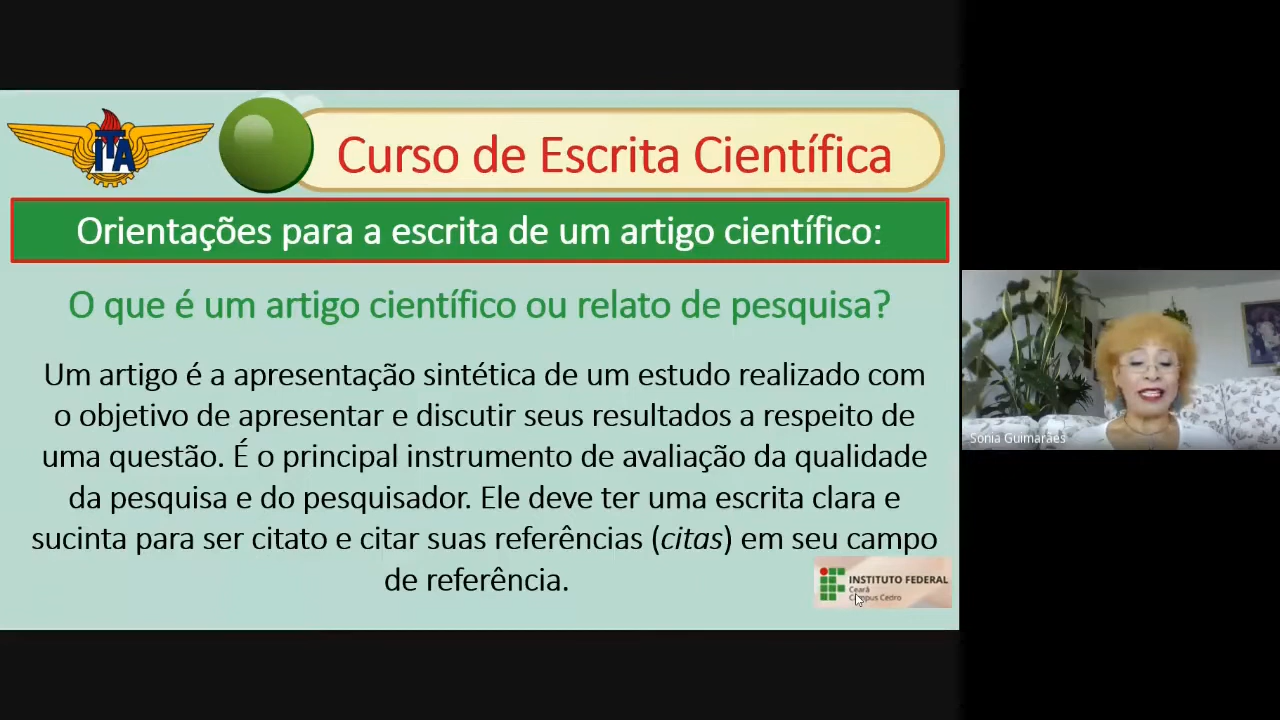 ITA
Curso de Escrita Científica
Orientações para a escrita de um artigo científico:
O que é um artigo científico ou relato de pesquisa?
Um artigo é a apresentação sintética de um estudo realizado com
o objetivo de apresentar e discutir seus resultados a respeito de
uma questão. É o principal instrumento de avaliação da qualidade
da pesquisa e do pesquisador. Ele deve ter uma escrita clara e
sucinta para ser citato e citar suas referências (citas) em seu campo
de referência.
INSTITUTO FEDERAL
Ceará
Campus Cedro
Sonia Guimarães